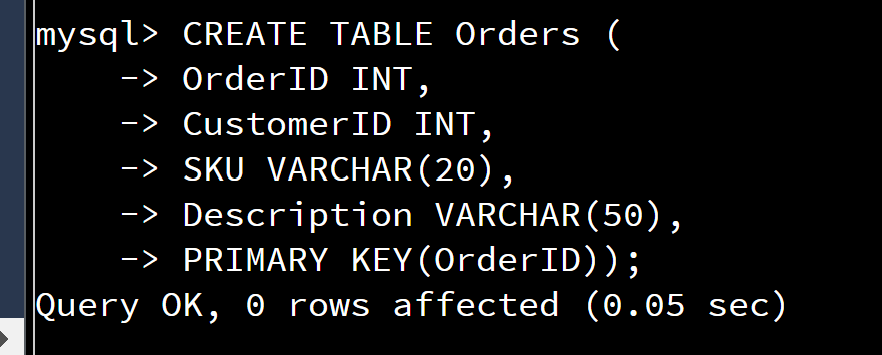 mysql> CREATE TABLE Orders (
    -> OrderID INT,
    -> CustomerID INT,
    -> SKU VARCHAR(20),
    -> Description VARCHAR(50),
    -> PRIMARY KEY(OrderID));
Query OK, 0 rows affected (0.05 sec)